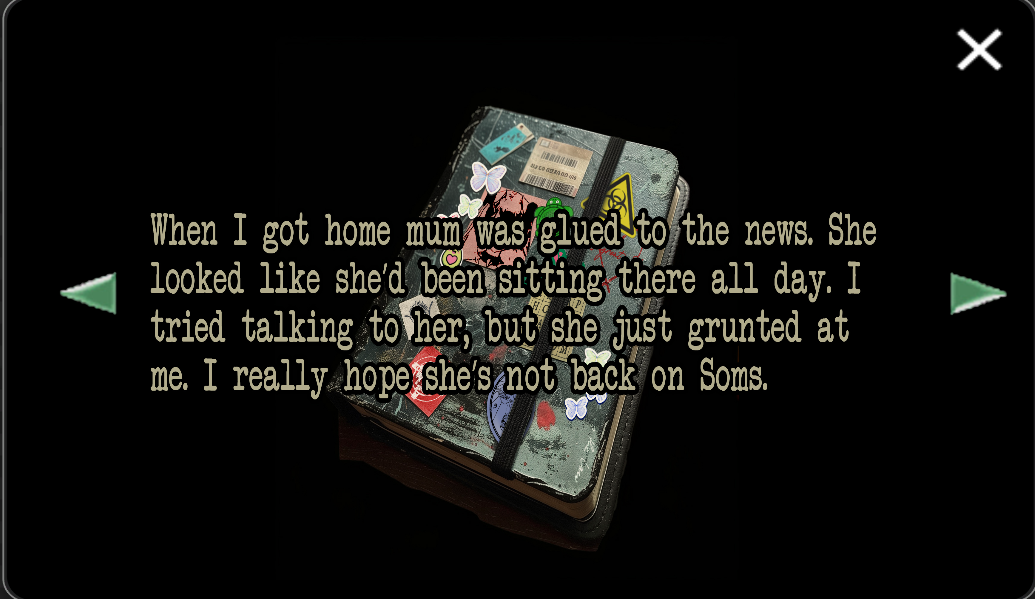 When I got home mum was glued to the news. She
looked like she'd been sitting there all day. I
tried talking to her, but she just grunted at
me. I really hope she's not back on Soms.